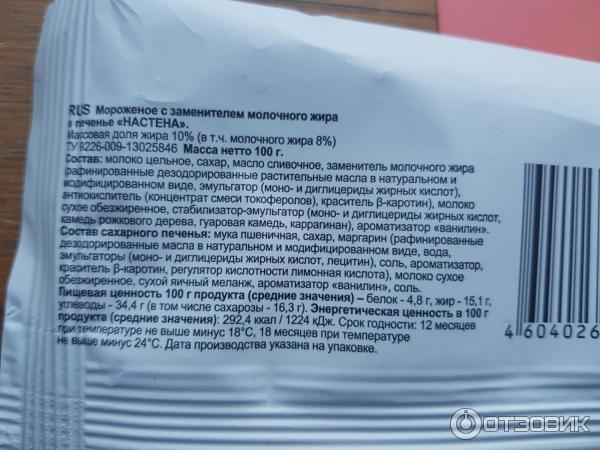 RUS Мороженое с заменителем молочного жира
в печенье «НАСТЕНА».
Массовая доля жира 10% (в т.ч. молочного жира 8%)
ТУ 9226-009-13025846 Масса нетто 100 г.
Состав: молоко цельное, сахар, масло сливочное, заменитель молочного жира
(рафинированные дезодорированные растительные масла в натуральном и
модифицированном виде, эмульгатор (моно- и диглицериды жирных кислот),
антиокислитель (концентрат смеси токоферолов), краситель β-каротин), молоко
сухое обезжиренное, стабилизатор-эмульгатор (моно- и диглицериды жирных кислот,
камедь рожкового дерева, гуаровая камедь, каррагинан), ароматизатор «ванилин».
Состав сахарного печенья: мука пшеничная, сахар, маргарин (рафинированные
дезодорированные масла в натуральном и модифицированном виде, вода,
эмульгаторы (моно- и диглицериды жирных кислот, лецитин), соль, ароматизатор,
краситель β-каротин, регулятор кислотности лимонная кислота), молоко сухое
обезжиренное, сухой яичный меланж, ароматизатор «ванилин», соль.
Пищевая ценность 100 г продукта (средние значения) – белок - 4,8 г, жир - 15,1 г,
углеводы - 34,4 г (в том числе сахарозы - 16,3 г). Энергетическая ценность в 100 г
продукта (средние значения): 292,4 ккал / 1224 кДж. Срок годности: 12 месяцев
при температуре не выше минус 18°С, 18 месяцев при температуре
не выше минус 24°С. Дата производства указана на упаковке.
4 604026
ОТЗОВИК